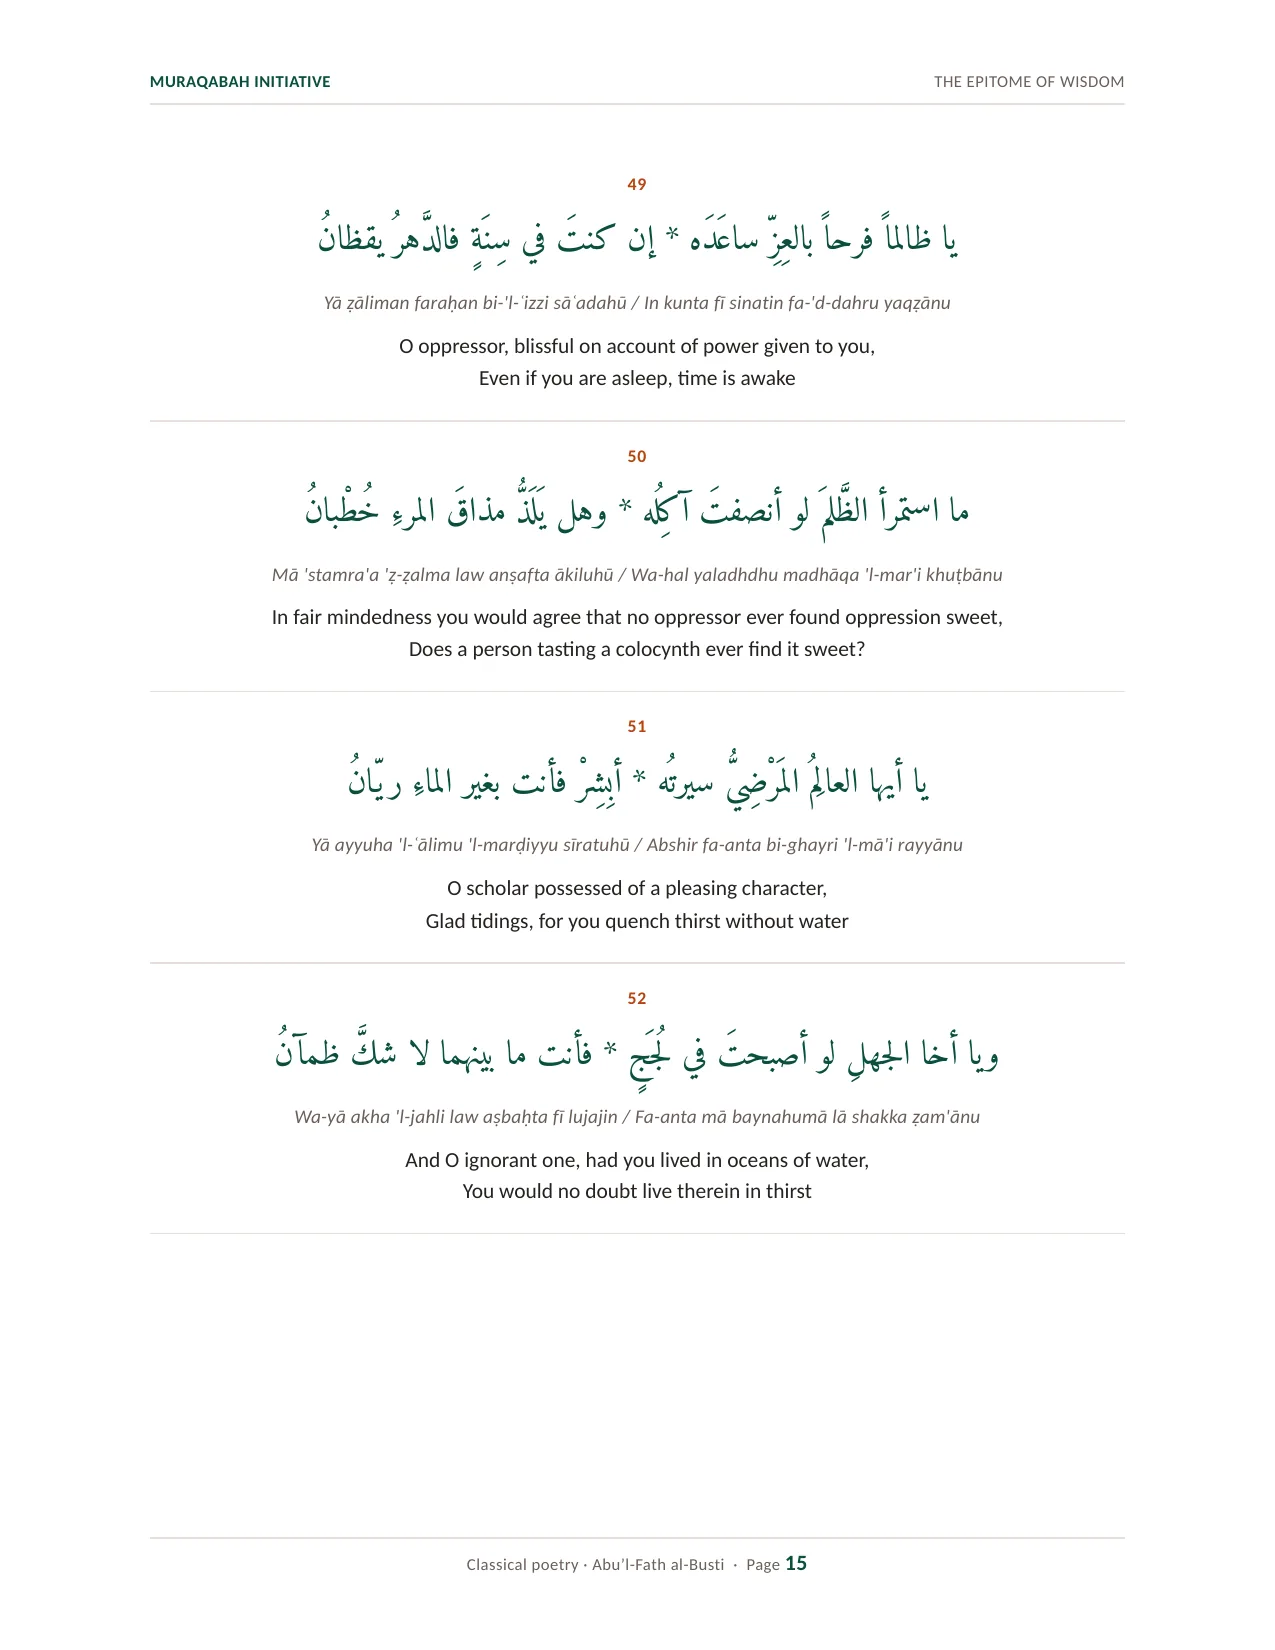 MURAQABAH INITIATIVE
THE EPITOME OF WISDOM
49
يا ظالماً فرحاً بالعِزِّ ساعَدَه * إن كنتَ في سِنَةٍ فالدَّهرُ يقظانُ
Yā ẓāliman faraḥan bi-'l-ʿizzi sāʿadahū / In kunta fī sinatin fa-'d-dahru yaqẓānu
O oppressor, blissful on account of power given to you,
Even if you are asleep, time is awake
50
ما استمرأ الظَّلمَ لو أنصفتَ آكِلُه * وهل يَلَذُّ مذاقَ المرءِ خُطْبانُ
Mā 'stamra'a 'ẓ-ẓalma law anṣafta ākiluhū / Wa-hal yaladhdhu madhāqa 'l-mar'i khuṭbānu
In fair mindedness you would agree that no oppressor ever found oppression sweet,
Does a person tasting a colocynth ever find it sweet?
51
يا أيها العالِمُ المَرْضِيُّ سيرتُه * أبِشِرْ فأنت بغير الماءِ ريّانُ
Yā ayyuha 'l-ʿālimu 'l-marḍiyyu sīratuhū / Abshir fa-anta bi-ghayri 'l-mā'i rayyānu
O scholar possessed of a pleasing character,
Glad tidings, for you quench thirst without water
52
ويا أخا الجهلِ لو أصبحتَ في لُجَجٍ * فأنت ما بينهما لا شكَّ ظمآنُ
Wa-yā akha 'l-jahli law aṣbaḥta fī lujajin / Fa-anta mā baynahumā lā shakka ẓam'ānu
And O ignorant one, had you lived in oceans of water,
You would no doubt live therein in thirst
Classical poetry · Abu’l-Fath al-Busti · Page 15